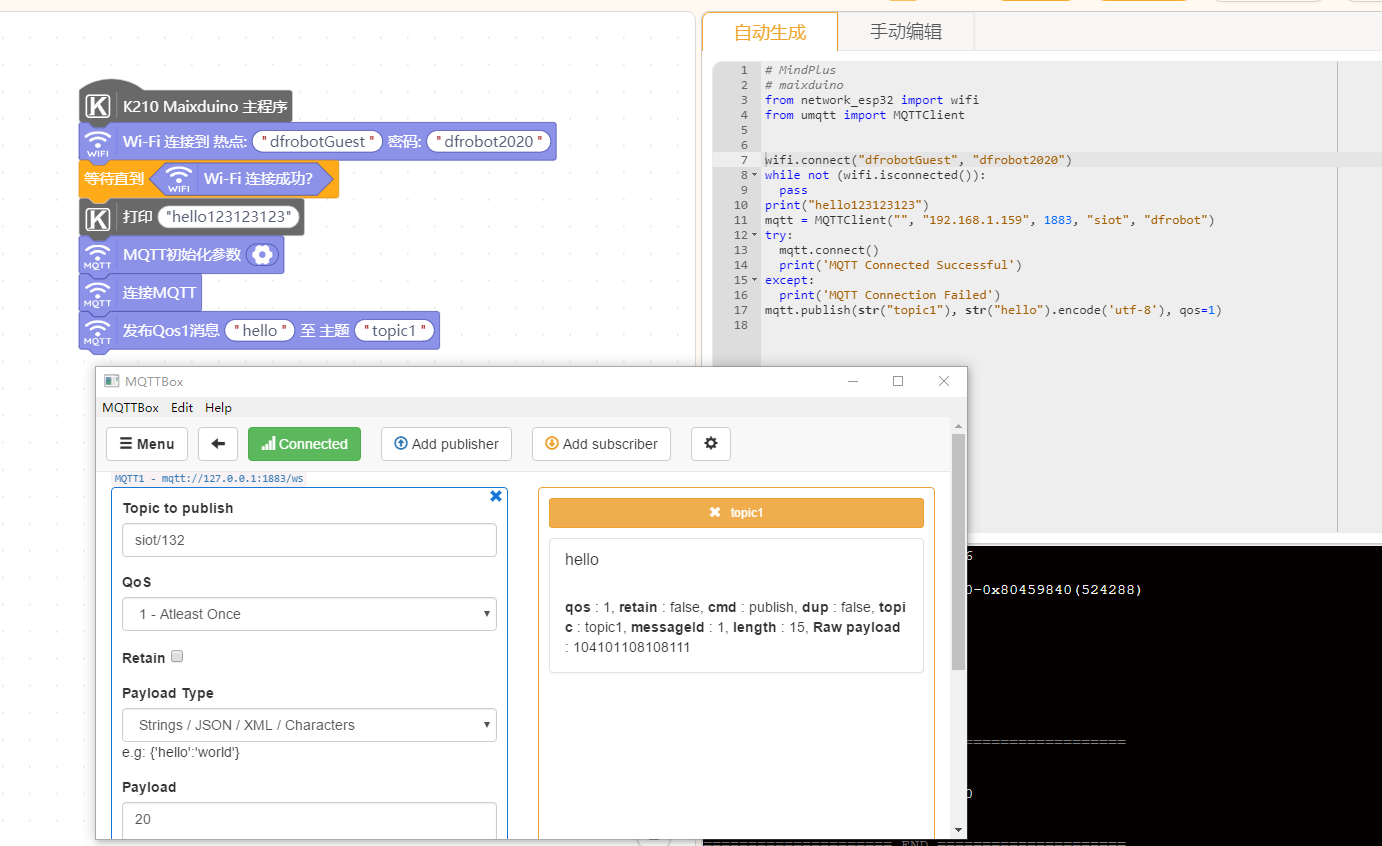 自动生成
手动编辑
K210 Maixduino 主程序
WIFI
Wi-Fi 连接到 热点: "dfrobotGuest" 密码: "dfrobot2020"
等待直到 WIFI Wi-Fi 连接成功?
打印 "hello123123123"
MQTT
MQTT初始化参数
MQTT
连接MQTT
MQTT
发布Qos1消息 "hello" 至 主题 "topic1"
1 # MindPlus
2 # maixduino
3 from network_esp32 import wifi
4 from umqtt import MQTTClient
5
6
7 wifi.connect("dfrobotGuest", "dfrobot2020")
8 while not (wifi.isconnected()):
9 pass
10 print("hello123123123")
11 mqtt = MQTTClient("", "192.168.1.159", 1883, "siot", "dfrobot")
12 try:
13 mqtt.connect()
14 print('MQTT Connected Successful')
15 except:
16 print('MQTT Connection Failed')
17 mqtt.publish(str("topic1"), str("hello").encode('utf-8'), qos=1)
18
MQTTBox
MQTTBox Edit Help
Menu
Connected
Add publisher
Add subscriber
MQTT1 - mqtt://127.0.0.1:1883/ws
Topic to publish
siot/132
QoS
1 - Atleast Once
Retain
Payload Type
Strings / JSON / XML / Characters
e.g: {'hello':'world'}
Payload
20
topic1
hello
qos : 1, retain : false, cmd : publish, dup : false, topi
c : topic1, messageId : 1, length : 15, Raw payload
: 104101108108111
6
0-0x80459840(524288)
==================
0
===================== END =====================